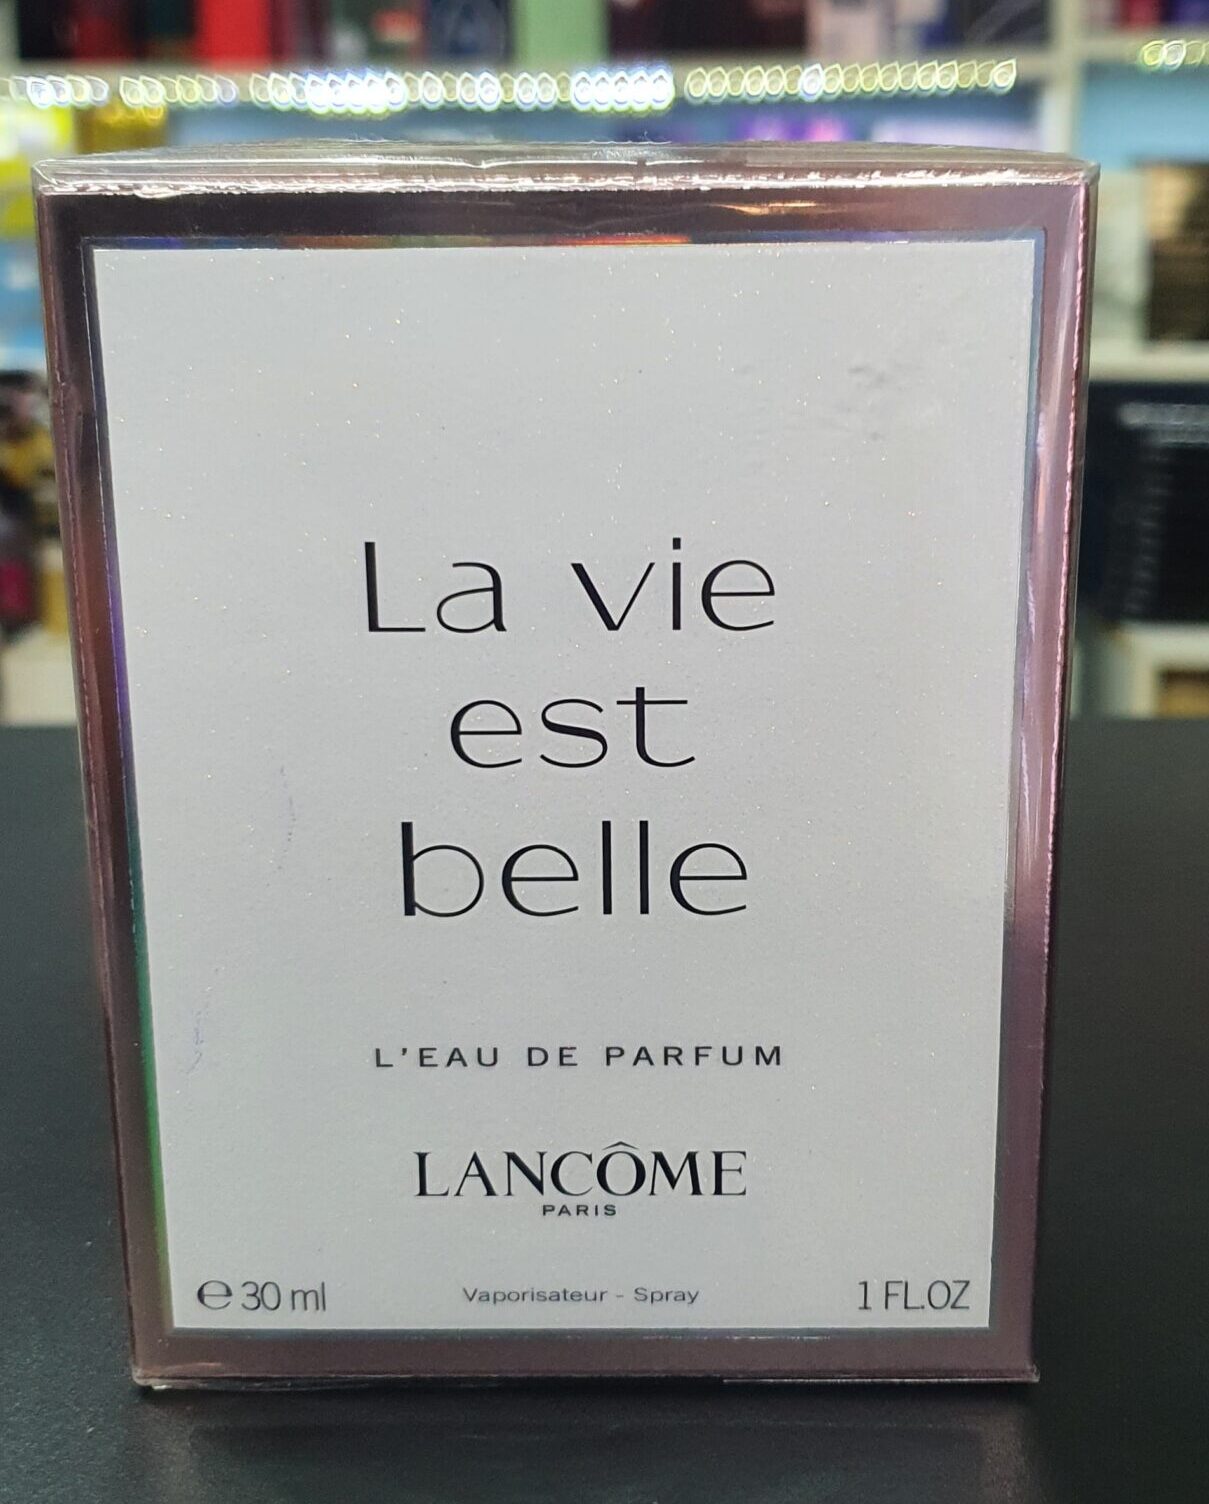 La vie
est
belle
L'EAU DE PARFUM
LANCÔME
PARIS
℮ 30 ml
Vaporisateur - Spray
1 FL.OZ